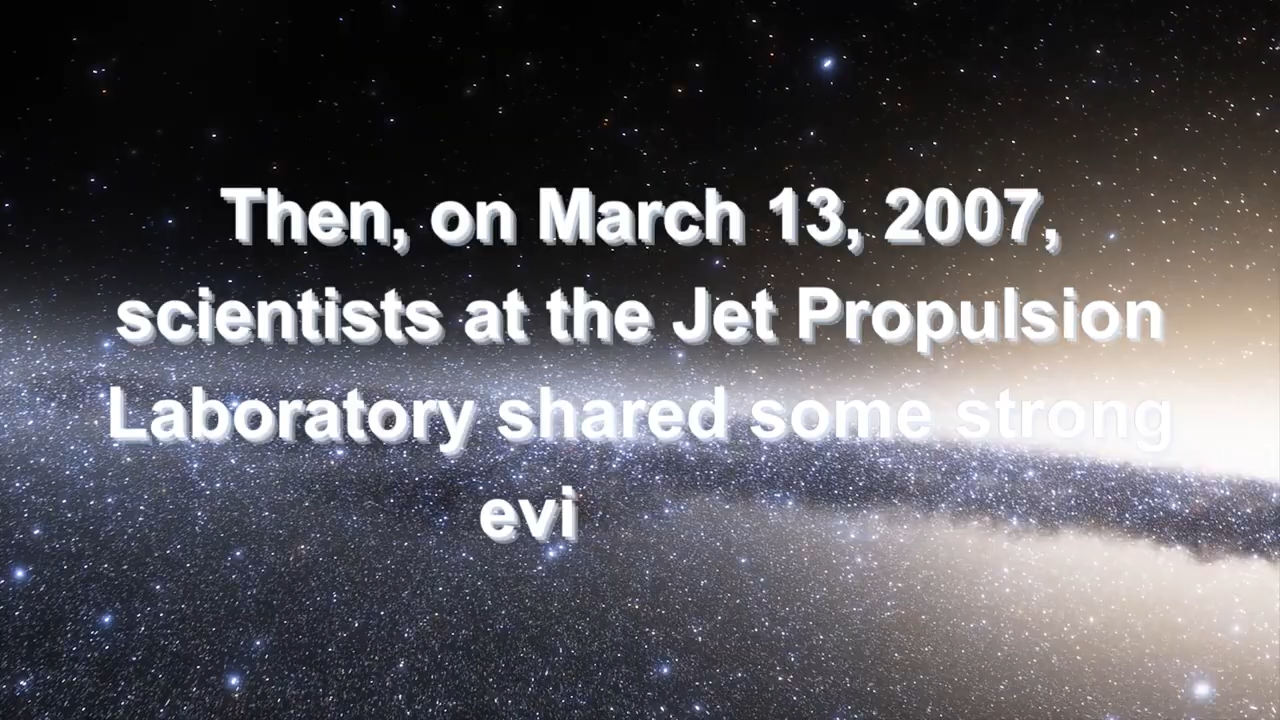 Then, on March 13, 2007,
scientists at the Jet Propulsion
Laboratory shared some strong
evi